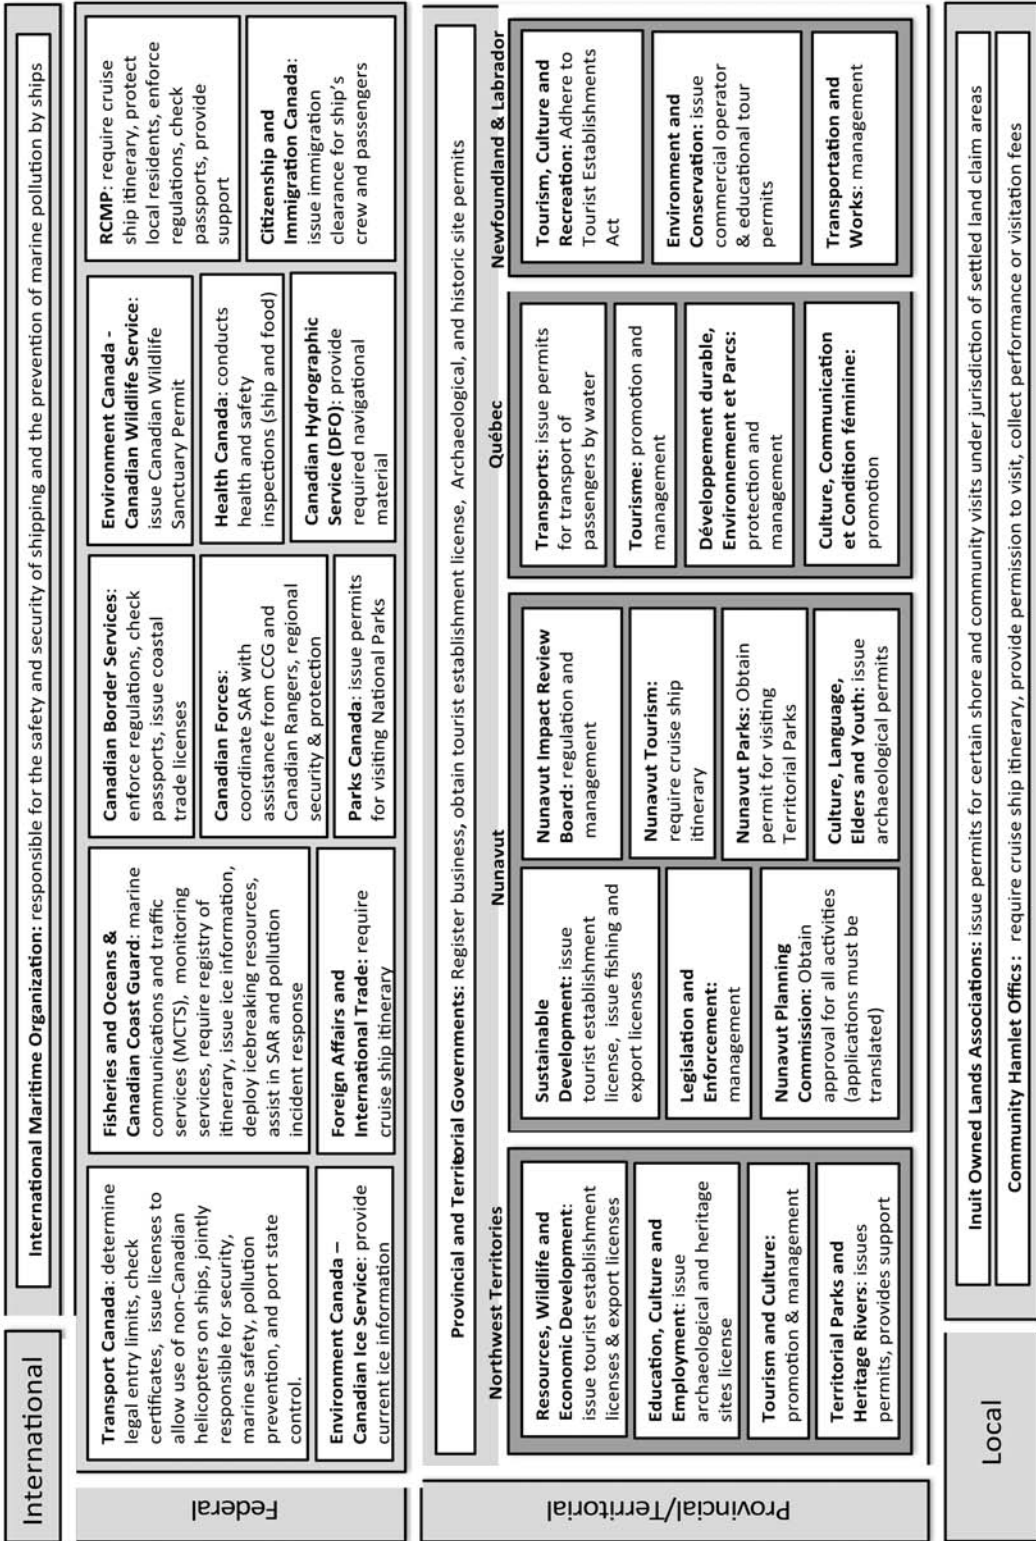 International
International Maritime Organization: responsible for the safety and security of shipping and the prevention of marine pollution by ships
Federal
Transport Canada: determine
legal entry limits, check
certificates, issue licenses to
allow use of non-Canadian
helicopters on ships, jointly
responsible for security,
marine safety, pollution
prevention, and port state
control.
Environment Canada –
Canadian Ice Service: provide
current ice information
Fisheries and Oceans &
Canadian Coast Guard: marine
communications and traffic
services (MCTS), monitoring
services, require registry of
itinerary, issue ice information,
deploy icebreaking resources,
assist in SAR and pollution
incident response
Foreign Affairs and
International Trade: require
cruise ship itinerary
Canadian Border Services:
enforce regulations, check
passports, issue coastal
trade licenses
Canadian Forces:
coordinate SAR with
assistance from CCG and
Canadian Rangers, regional
security & protection
Parks Canada: issue permits
for visiting National Parks
Environment Canada -
Canadian Wildlife Service:
issue Canadian Wildlife
Sanctuary Permit
Health Canada: conducts
health and safety
inspections (ship and food)
Canadian Hydrographic
Service (DFO): provide
required navigational
material
RCMP: require cruise
ship itinerary, protect
local residents, enforce
regulations, check
passports, provide
support
Citizenship and
Immigration Canada:
issue immigration
clearance for ship's
crew and passengers
Provincial/Territorial
Provincial and Territorial Governments: Register business, obtain tourist establishment license, Archaeological, and historic site permits
Northwest Territories
Resources, Wildlife and
Economic Development:
issue tourist establishment
licenses & export licenses
Education, Culture and
Employment: issue
archaeological and heritage
sites license
Tourism and Culture:
promotion & management
Territorial Parks and
Heritage Rivers: issues
permits, provides support
Nunavut
Sustainable
Development: issue
tourist establishment
license, issue fishing and
export licenses
Legislation and
Enforcement:
management
Nunavut Planning
Commission: Obtain
approval for all activities
(applications must be
translated)
Nunavut Impact Review
Board: regulation and
management
Nunavut Tourism:
require cruise ship
itinerary
Nunavut Parks: Obtain
permit for visiting
Territorial Parks
Culture, Language,
Elders and Youth: issue
archaeological permits
Québec
Transports: issue permits
for transport of
passengers by water
Tourisme: promotion and
management
Développement durable,
Environnement et Parcs:
protection and
management
Culture, Communication
et Condition féminine:
promotion
Newfoundland & Labrador
Tourism, Culture and
Recreation: Adhere to
Tourist Establishments
Act
Environment and
Conservation: issue
commercial operator
& educational tour
permits
Transportation and
Works: management
Local
Inuit Owned Lands Associations: issue permits for certain shore and community visits under jurisdiction of settled land claim areas
Community Hamlet Offics: require cruise ship itinerary, provide permission to visit, collect performance or visitation fees